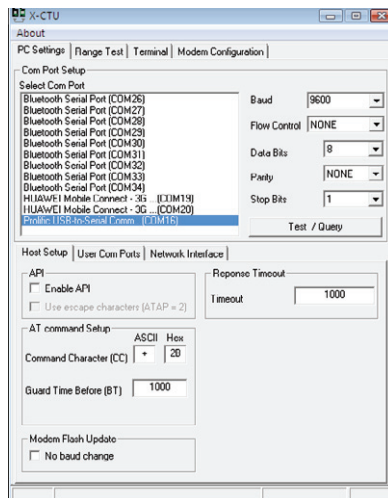 X-CTU
About
PC Settings Range Test Terminal Modem Configuration
Com Port Setup
Select Com Port
Bluetooth Serial Port (COM26)
Bluetooth Serial Port (COM27)
Bluetooth Serial Port (COM28)
Bluetooth Serial Port (COM29)
Bluetooth Serial Port (COM30)
Bluetooth Serial Port (COM31)
Bluetooth Serial Port (COM32)
Bluetooth Serial Port (COM33)
Bluetooth Serial Port (COM34)
HUAWEI Mobile Connect - 3G ...(COM19)
HUAWEI Mobile Connect - 3G ...(COM20)
Prolific USB-to-Serial Comm...(COM16)
Baud 9600
Flow Control NONE
Data Bits 8
Parity NONE
Stop Bits 1
Test / Query
Host Setup User Com Ports Network Interface
API
Enable API
Use escape characters (ATAP = 2)
Reponse Timeout
Timeout 1000
AT command Setup
ASCII Hex
Command Character (CC) + 2B
Guard Time Before (BT) 1000
Modem Flash Update
No baud change